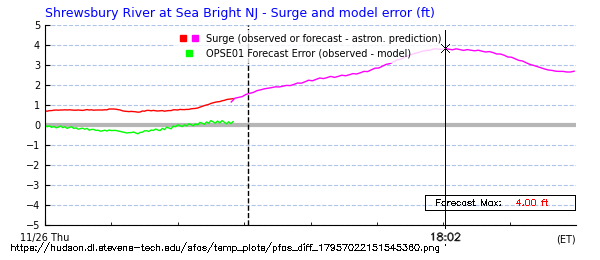 Shrewsbury River at Sea Bright NJ - Surge and model error (ft)
5
Surge (observed or forecast - astron. prediction)
4
OPSE01 Forecast Error (observed - model)
3
2
1
0
−1
−2
−3
−4
Forecast Max: 4.00 ft
−5
11/26 Thu
18:02
(ET)
https://hudson.dl.stevens-tech.edu/sfas/temp_plots/pfas_diff_17957022151545360.png